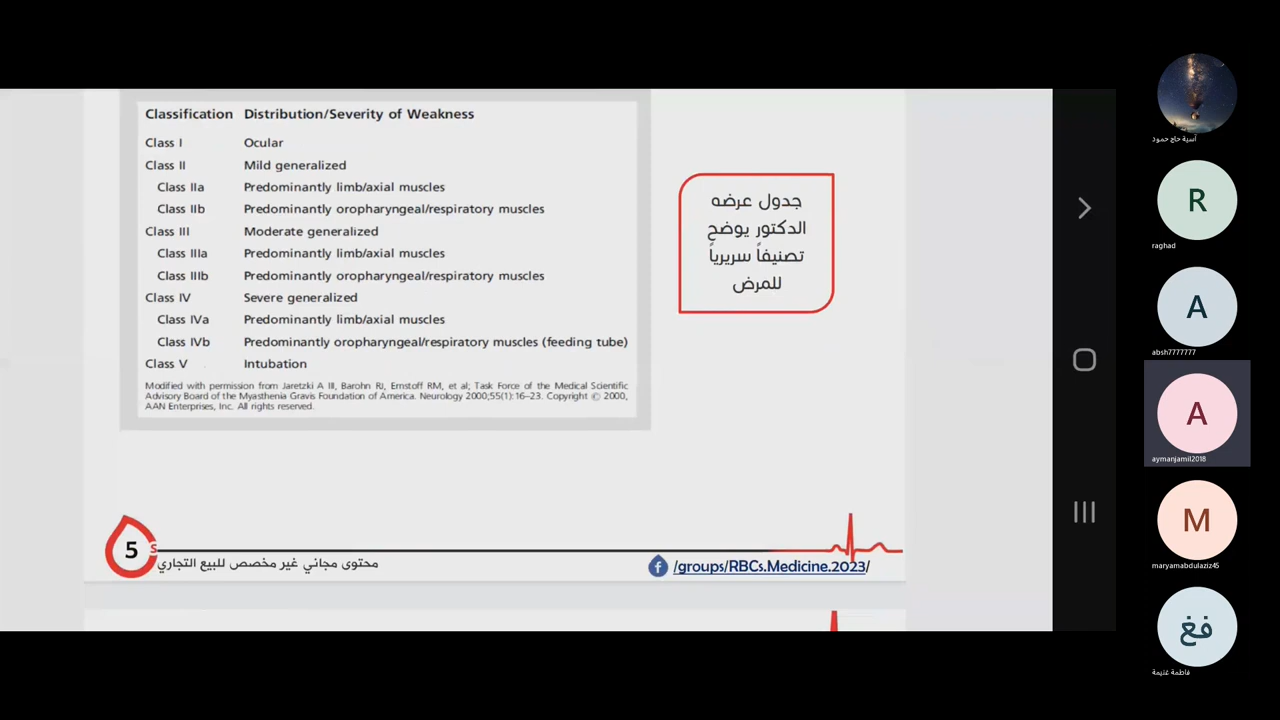 Classification Distribution/Severity of Weakness
Class I Ocular
Class II Mild generalized
Class IIa Predominantly limb/axial muscles
Class IIb Predominantly oropharyngeal/respiratory muscles
Class III Moderate generalized
Class IIIa Predominantly limb/axial muscles
Class IIIb Predominantly oropharyngeal/respiratory muscles
Class IV Severe generalized
Class IVa Predominantly limb/axial muscles
Class IVb Predominantly oropharyngeal/respiratory muscles (feeding tube)
Class V Intubation
Modified with permission from Jaretzki A III, Barohn RJ, Ernstoff RM, et al; Task Force of the Medical Scientific
Advisory Board of the Myasthenia Gravis Foundation of America. Neurology 2000;55(1):16–23. Copyright © 2000,
AAN Enterprises, Inc. All rights reserved.
جدول عرضه
الدكتور يوضح
تصنيفاً سريرياً
للمرض
5 S
محتوى مجاني غير مخصص للبيع التجاري
f /groups/RBCs.Medicine.2023/
آسية حاج حمود
R
raghad
A
absh7777777
A
aymanjamil2018
M
maryamabdulaziz45
فغ
فاطمة غنيمة